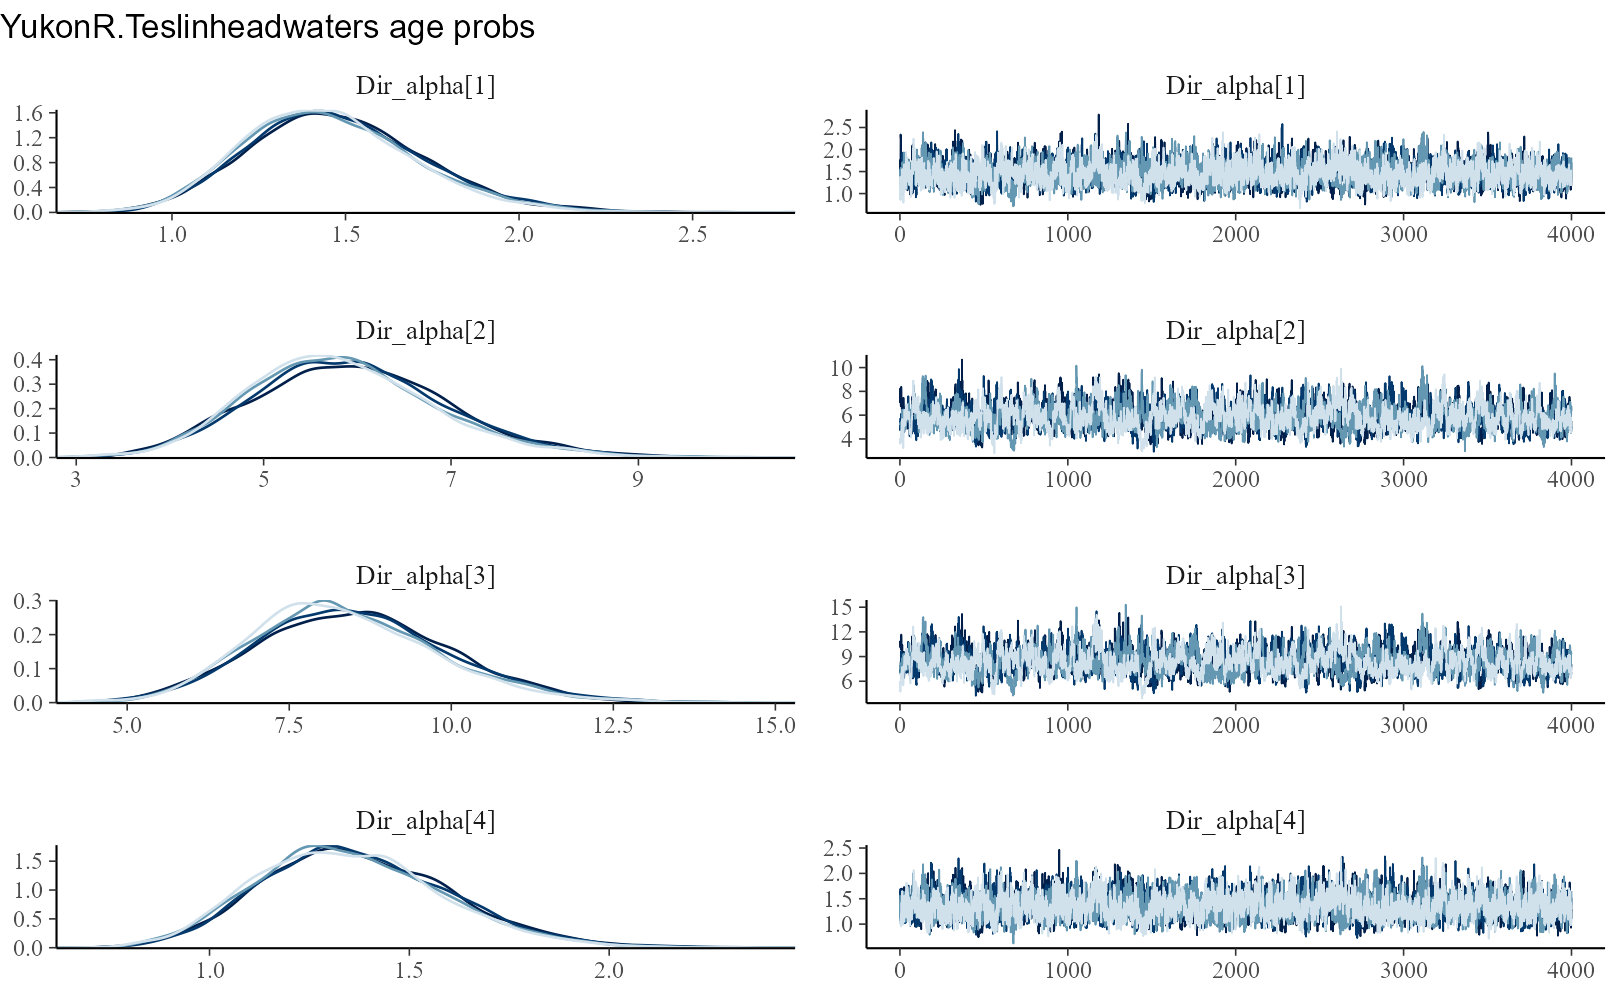 YukonR.Teslinheadwaters age probs
Dir_alpha[1] Dir_alpha[1]
1.6 1.2 0.8 0.4 0.0
1.0 1.5 2.0 2.5
2.5 2.0 1.5 1.0
0 1000 2000 3000 4000
Dir_alpha[2] Dir_alpha[2]
0.4 0.3 0.2 0.1 0.0
3 5 7 9
10 8 6 4
0 1000 2000 3000 4000
Dir_alpha[3] Dir_alpha[3]
0.3 0.2 0.1 0.0
5.0 7.5 10.0 12.5 15.0
15 12 9 6
0 1000 2000 3000 4000
Dir_alpha[4] Dir_alpha[4]
1.5 1.0 0.5 0.0
1.0 1.5 2.0
2.5 2.0 1.5 1.0
0 1000 2000 3000 4000